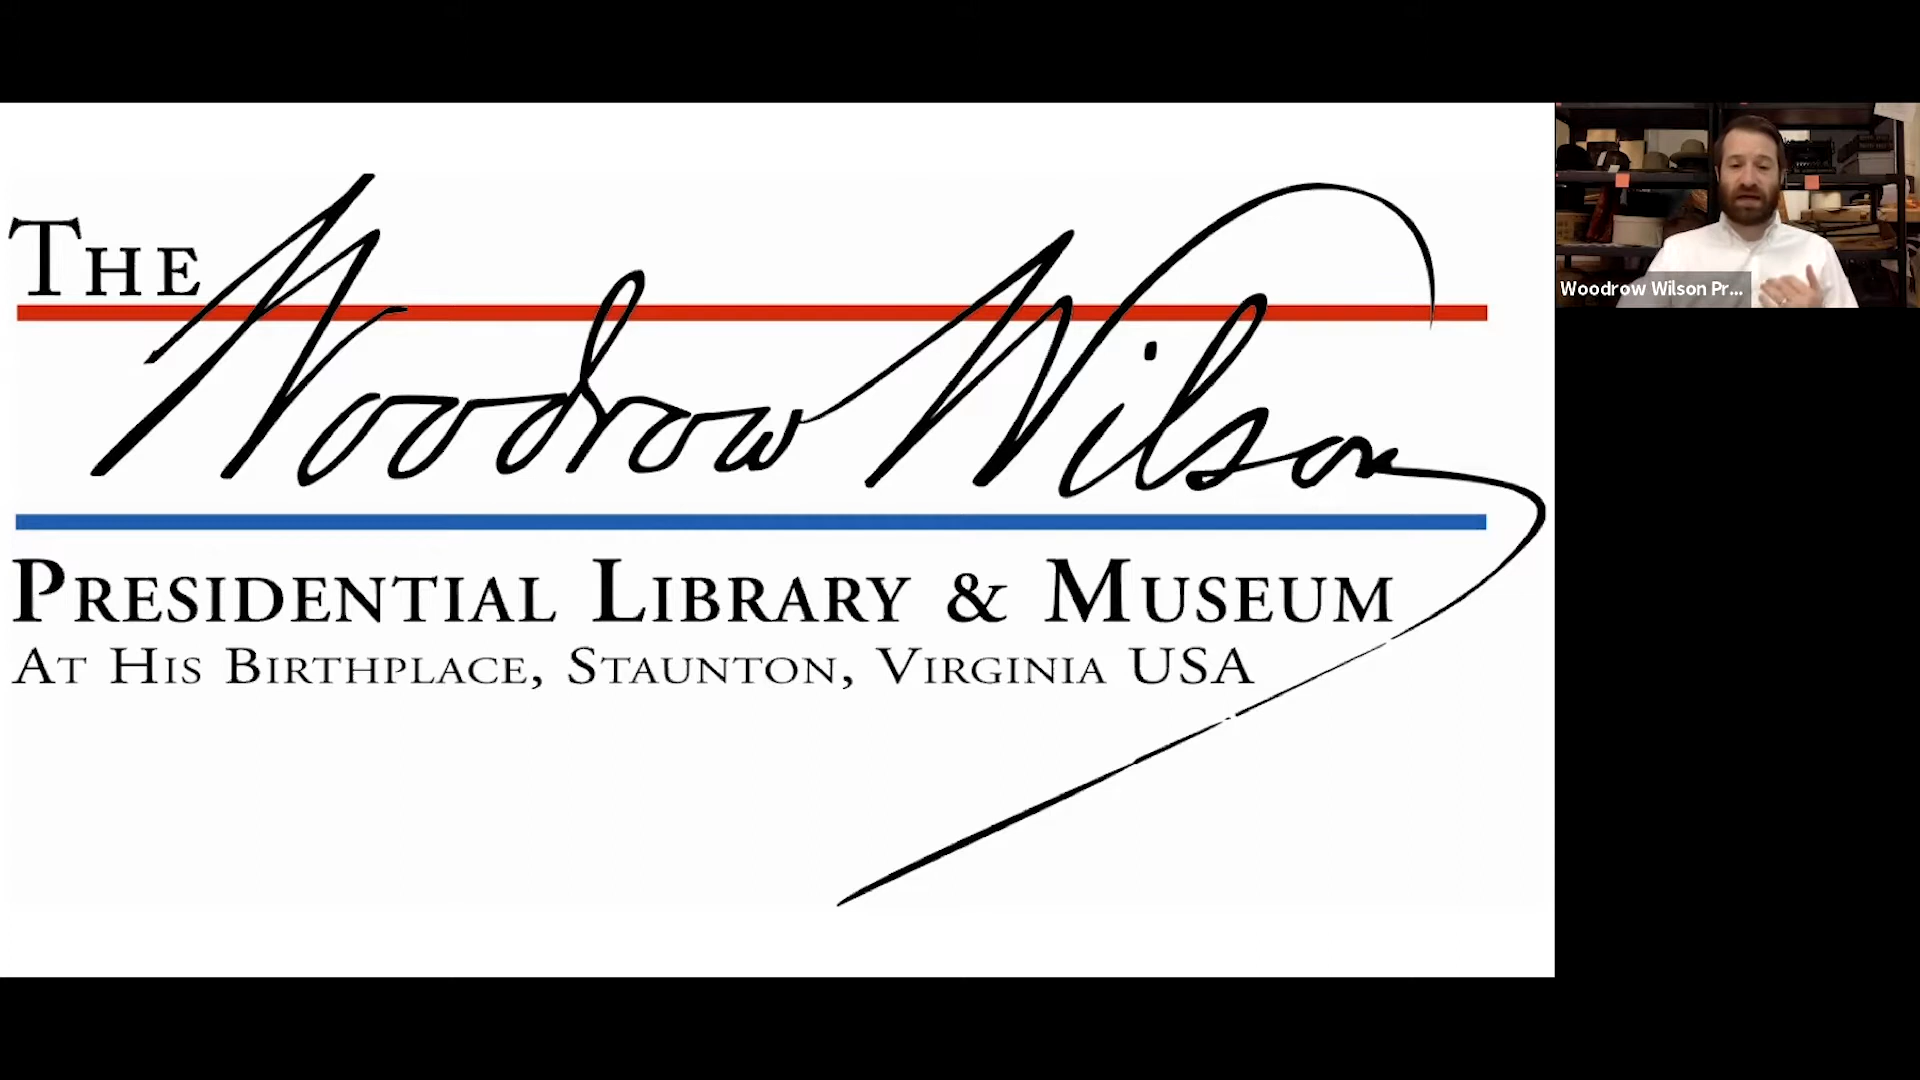 THE
Woodrow Wilson
PRESIDENTIAL LIBRARY & MUSEUM
AT HIS BIRTHPLACE, STAUNTON, VIRGINIA USA
Woodrow Wilson Pr...